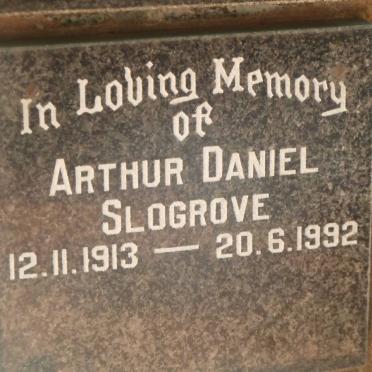 In Loving Memory
of
ARTHUR DANIEL
SLOGROVE
12.11.1913 — 20.6.1992